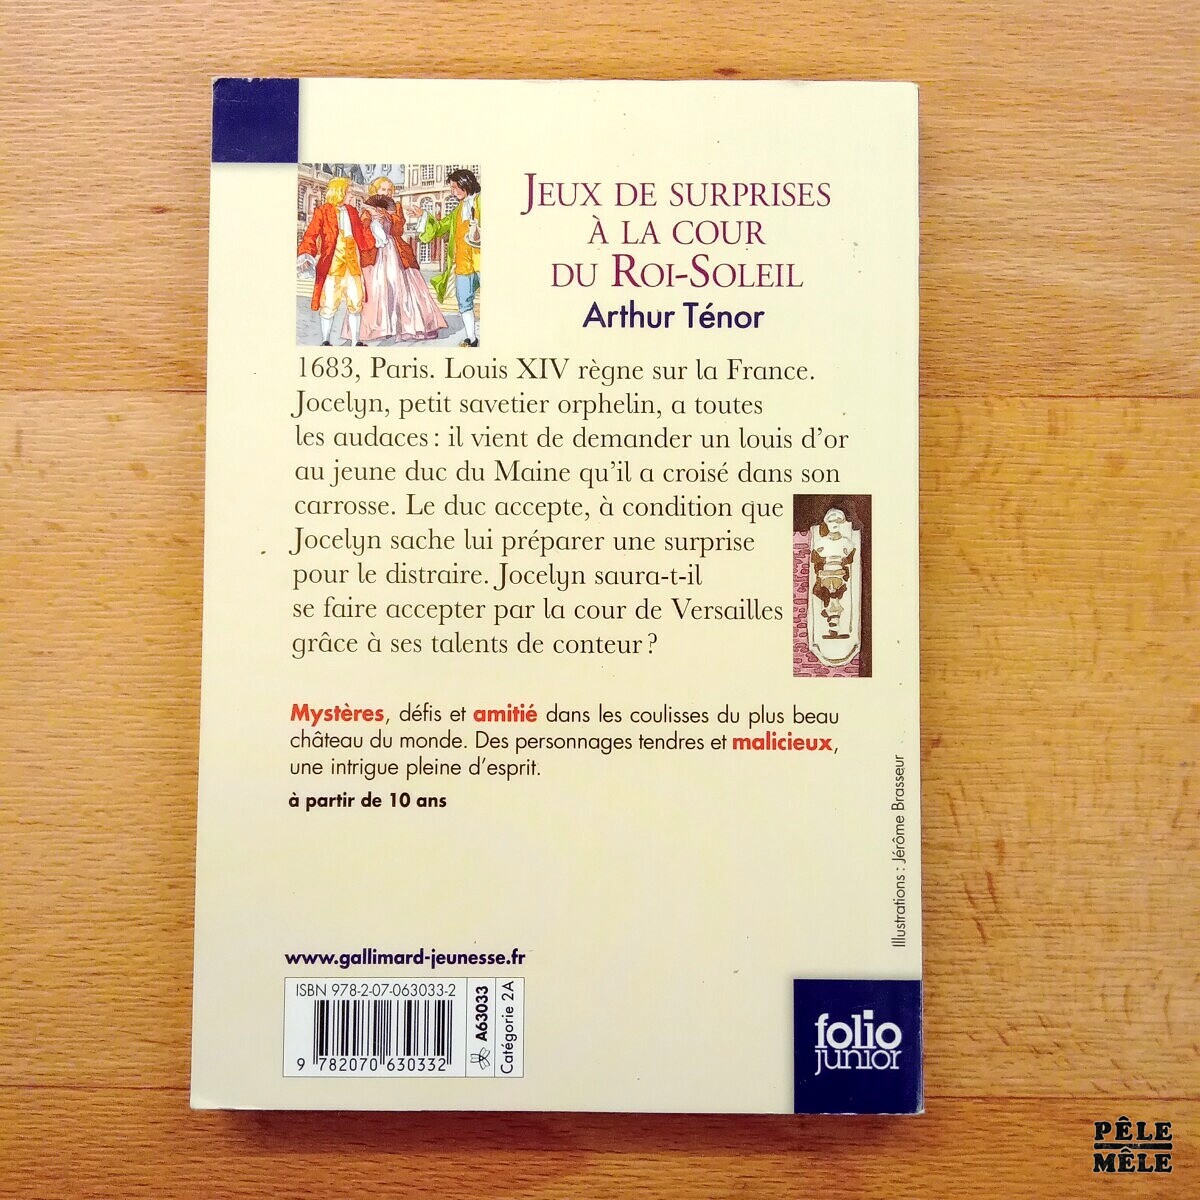 JEUX DE SURPRISES
À LA COUR
DU ROI-SOLEIL
Arthur Ténor
1683, Paris. Louis XIV règne sur la France.
Jocelyn, petit savetier orphelin, a toutes
les audaces : il vient de demander un louis d'or
au jeune duc du Maine qu'il a croisé dans son
carrosse. Le duc accepte, à condition que
Jocelyn sache lui préparer une surprise
pour le distraire. Jocelyn saura-t-il
se faire accepter par la cour de Versailles
grâce à ses talents de conteur ?
Mystères, défis et amitié dans les coulisses du plus beau
château du monde. Des personnages tendres et malicieux,
une intrigue pleine d'esprit.
à partir de 10 ans
Illustrations : Jérôme Brasseur
www.gallimard-jeunesse.fr
ISBN 978-2-07-063033-2
9 782070 630332
A63033
Catégorie 2A
folio
junior
PÊLE
MÊLE